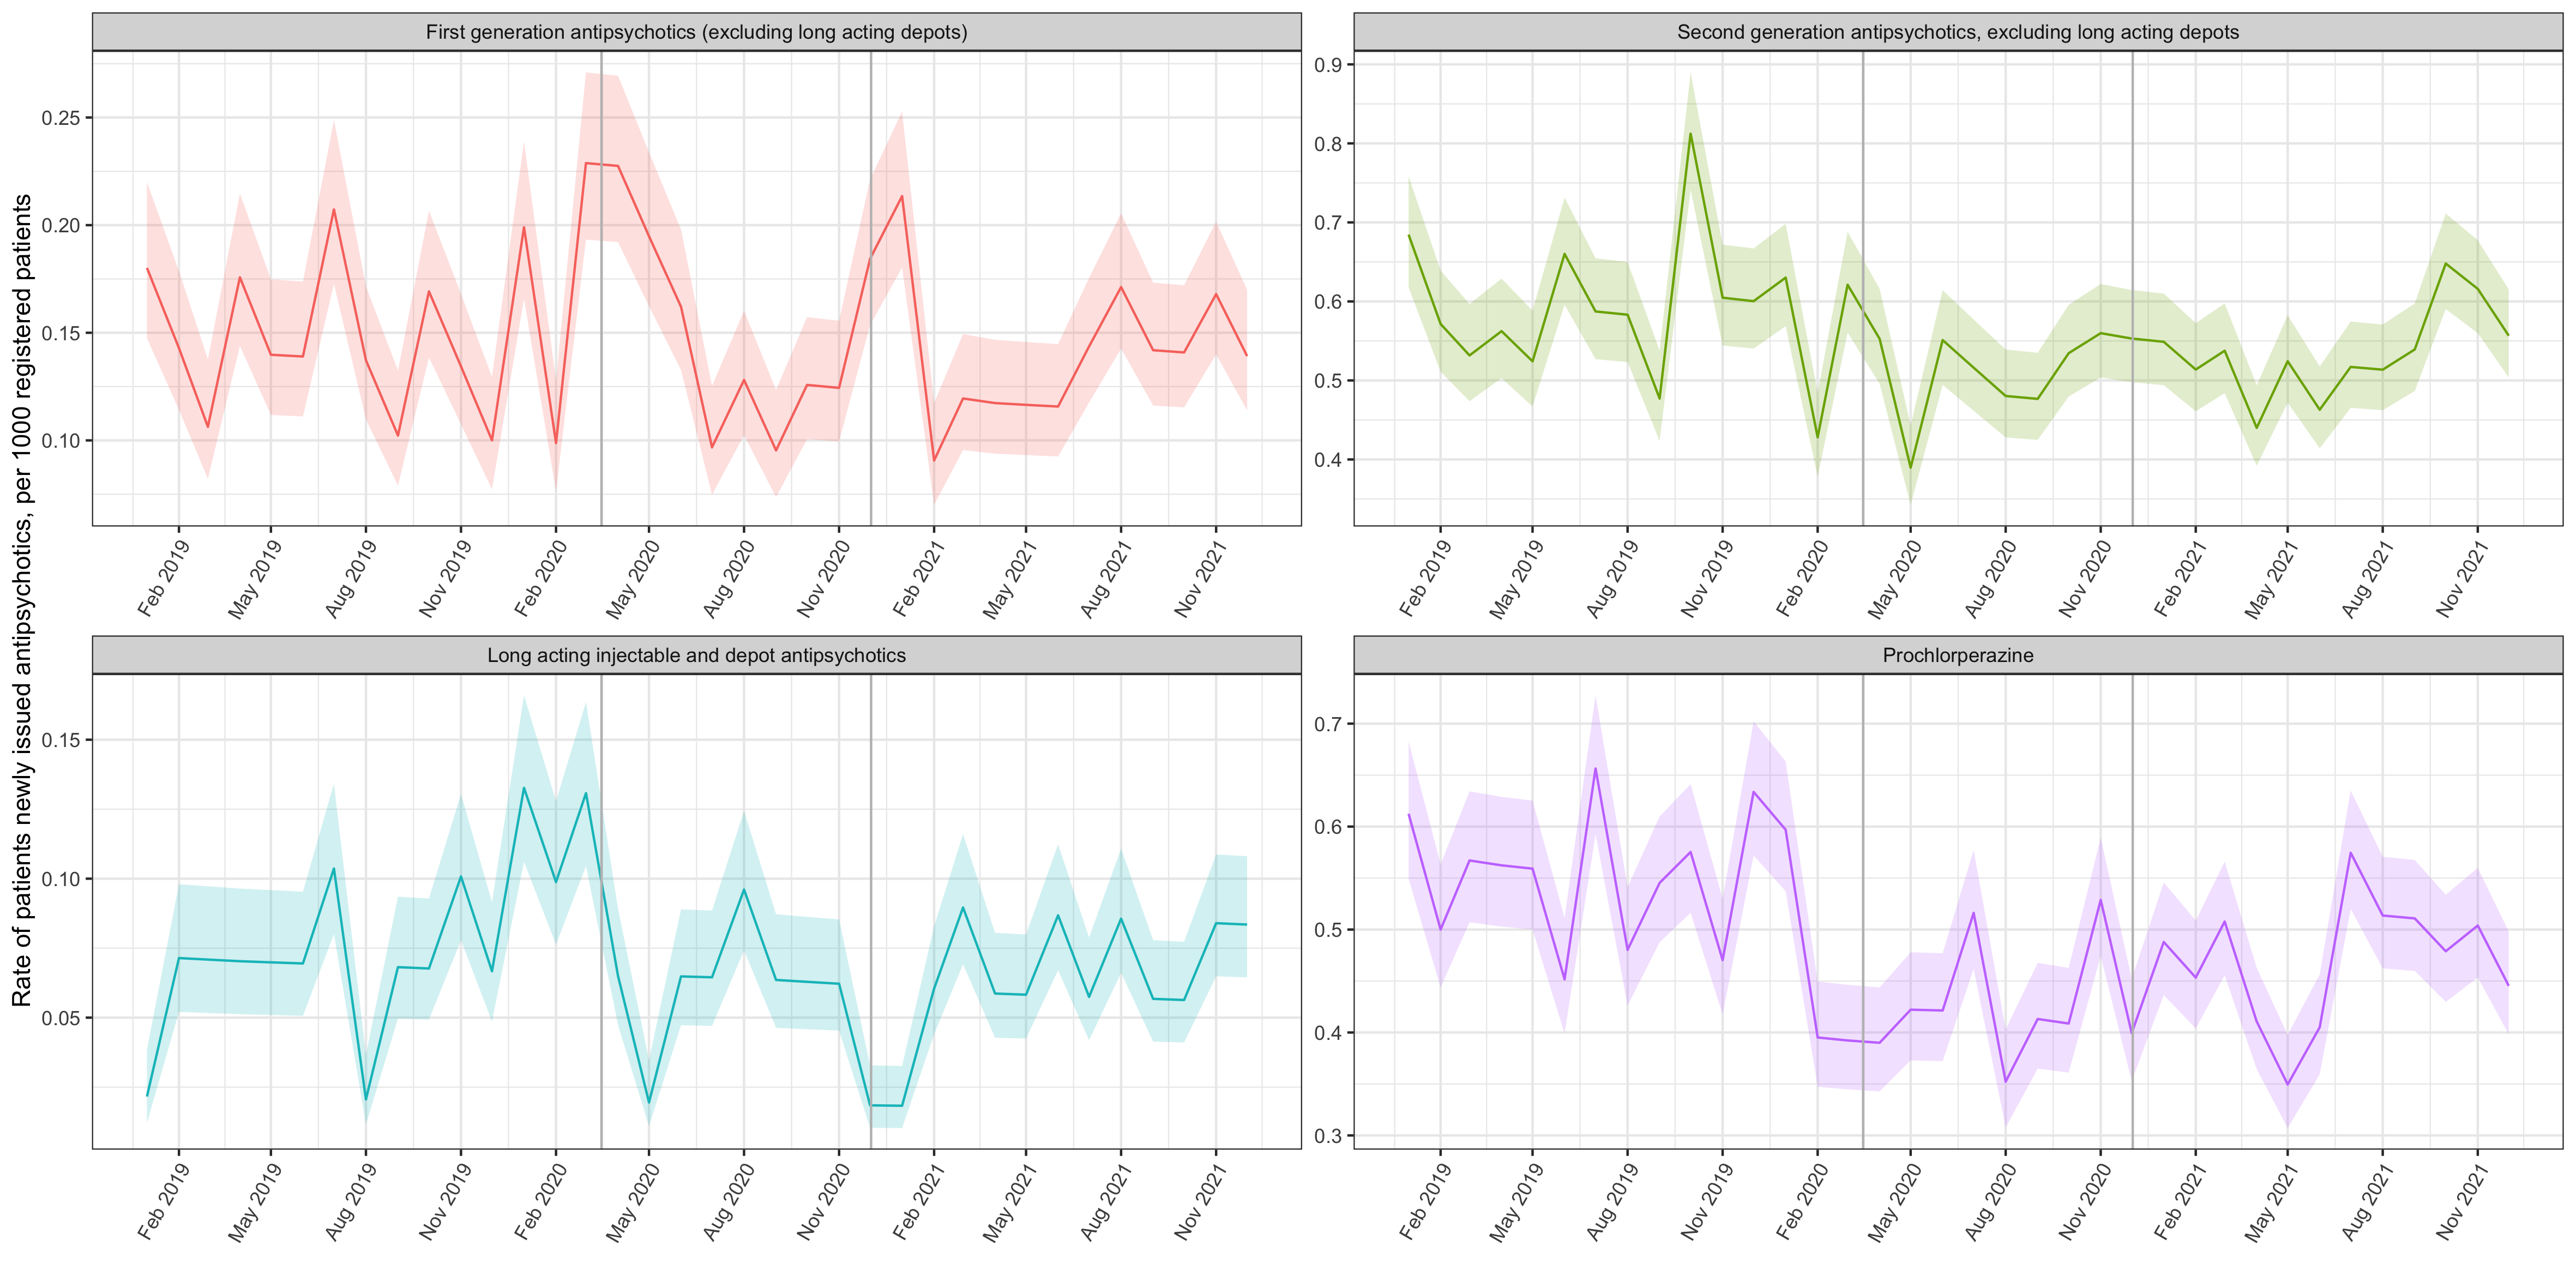 Rate of patients newly issued antipsychotics, per 1000 registered patients
First generation antipsychotics (excluding long acting depots)
0.25
0.20
0.15
0.10
Feb 2019
May 2019
Aug 2019
Nov 2019
Feb 2020
May 2020
Aug 2020
Nov 2020
Feb 2021
May 2021
Aug 2021
Nov 2021
Second generation antipsychotics, excluding long acting depots
0.9
0.8
0.7
0.6
0.5
0.4
Feb 2019
May 2019
Aug 2019
Nov 2019
Feb 2020
May 2020
Aug 2020
Nov 2020
Feb 2021
May 2021
Aug 2021
Nov 2021
Long acting injectable and depot antipsychotics
0.15
0.10
0.05
Feb 2019
May 2019
Aug 2019
Nov 2019
Feb 2020
May 2020
Aug 2020
Nov 2020
Feb 2021
May 2021
Aug 2021
Nov 2021
Prochlorperazine
0.7
0.6
0.5
0.4
0.3
Feb 2019
May 2019
Aug 2019
Nov 2019
Feb 2020
May 2020
Aug 2020
Nov 2020
Feb 2021
May 2021
Aug 2021
Nov 2021